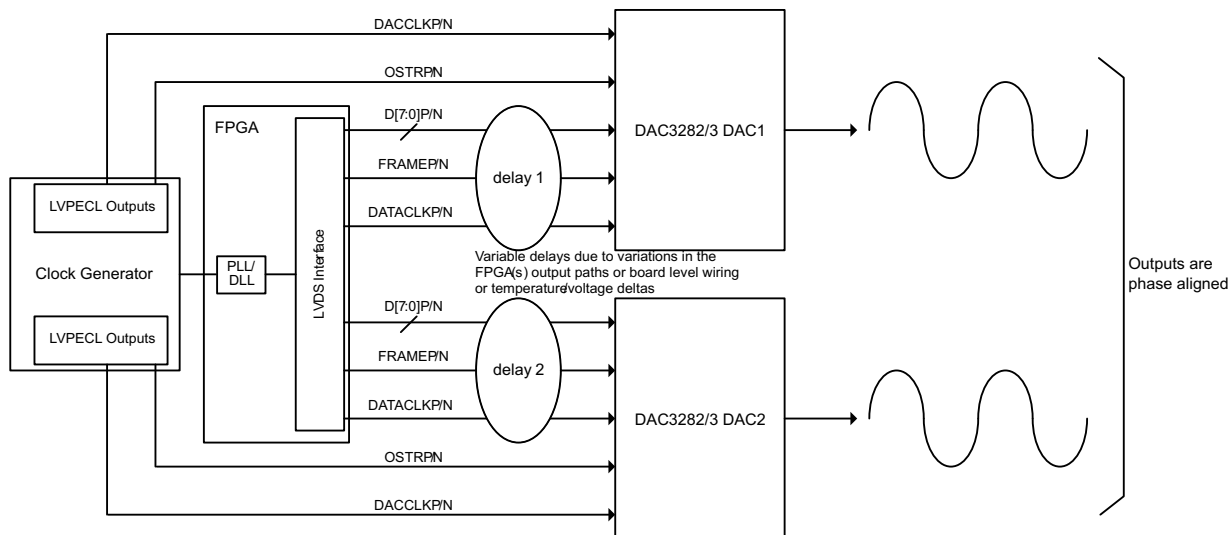 DACCLKP/N
OSTRP/N
FPGA
D[7:0]P/N
FRAMEP/N
DATACLKP/N
delay 1
DAC3282/3 DAC1
LVPECL Outputs
Clock Generator
LVPECL Outputs
PLL/
DLL
LVDS Interface
Variable delays due to variations in the
FPGA(s) output paths or board level wiring
or temperature/voltage deltas
D[7:0]P/N
FRAMEP/N
DATACLKP/N
delay 2
DAC3282/3 DAC2
OSTRP/N
DACCLKP/N
Outputs are
phase aligned